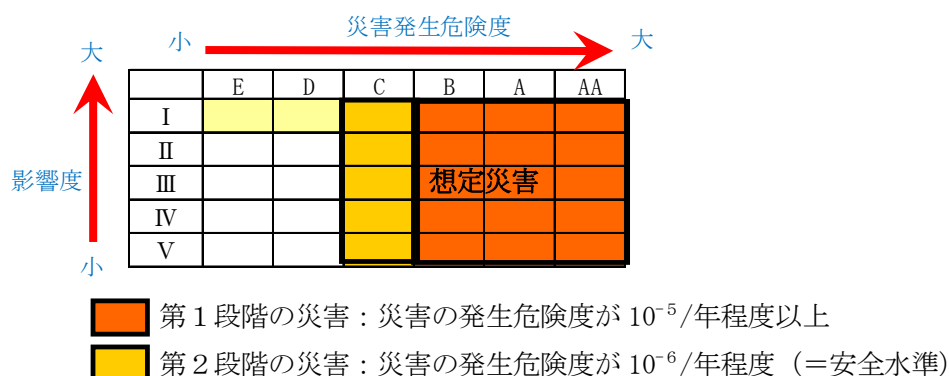 災害発生危険度
小 大
大
E D C B A AA
Ⅰ
Ⅱ
影響度 Ⅲ 想定災害
Ⅳ
Ⅴ
小
第１段階の災害：災害の発生危険度が 10⁻⁵/年程度以上
第２段階の災害：災害の発生危険度が 10⁻⁶/年程度（＝安全水準）